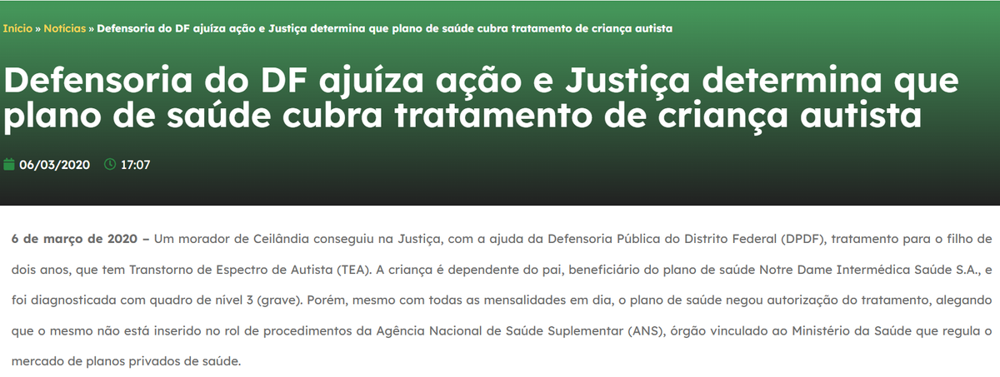 Início » Notícias » Defensoria do DF ajuíza ação e Justiça determina que plano de saúde cubra tratamento de criança autista
Defensoria do DF ajuíza ação e Justiça determina que
plano de saúde cubra tratamento de criança autista
06/03/2020 17:07
6 de março de 2020 – Um morador de Ceilândia conseguiu na Justiça, com a ajuda da Defensoria Pública do Distrito Federal (DPDF), tratamento para o filho de
dois anos, que tem Transtorno de Espectro de Autista (TEA). A criança é dependente do pai, beneficiário do plano de saúde Notre Dame Intermédica Saúde S.A., e
foi diagnosticada com quadro de nível 3 (grave). Porém, mesmo com todas as mensalidades em dia, o plano de saúde negou autorização do tratamento, alegando
que o mesmo não está inserido no rol de procedimentos da Agência Nacional de Saúde Suplementar (ANS), órgão vinculado ao Ministério da Saúde que regula o
mercado de planos privados de saúde.